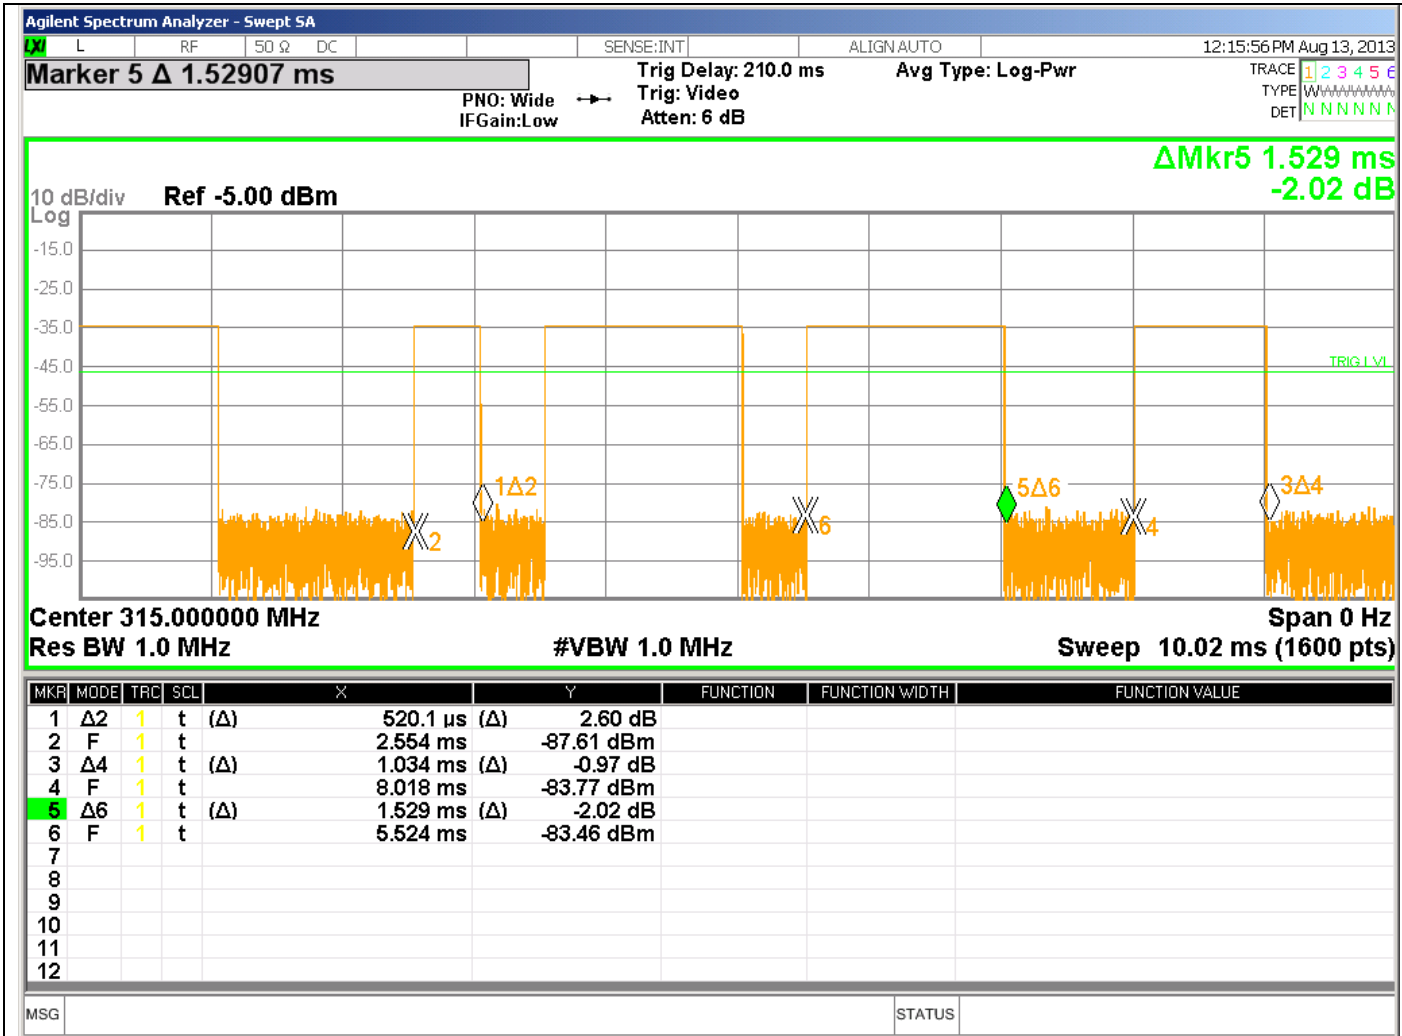 Agilent Spectrum Analyzer - Swept SA
LXI L RF 50 Ω DC SENSE:INT ALIGN AUTO 12:15:56 PM Aug 13, 2013
Marker 5 Δ 1.52907 ms
PNO: Wide
IFGain:Low
Trig Delay: 210.0 ms
Trig: Video
Atten: 6 dB
Avg Type: Log-Pwr
TRACE 1 2 3 4 5 6
TYPE W
DET N N N N N N
ΔMkr5 1.529 ms
-2.02 dB
10 dB/div Ref -5.00 dBm
Log
-15.0
-25.0
-35.0
-45.0
TRIG LVL
-55.0
-65.0
-75.0
-85.0
-95.0
1Δ2
5Δ6
3Δ4
2
6
4
Center 315.000000 MHz Span 0 Hz
Res BW 1.0 MHz #VBW 1.0 MHz Sweep 10.02 ms (1600 pts)
MKR MODE TRC SCL X Y FUNCTION FUNCTION WIDTH FUNCTION VALUE
1 Δ2 1 t (Δ) 520.1 µs (Δ) 2.60 dB
2 F 1 t 2.554 ms -87.61 dBm
3 Δ4 1 t (Δ) 1.034 ms (Δ) -0.97 dB
4 F 1 t 8.018 ms -83.77 dBm
5 Δ6 1 t (Δ) 1.529 ms (Δ) -2.02 dB
6 F 1 t 5.524 ms -83.46 dBm
7
8
9
10
11
12
MSG STATUS